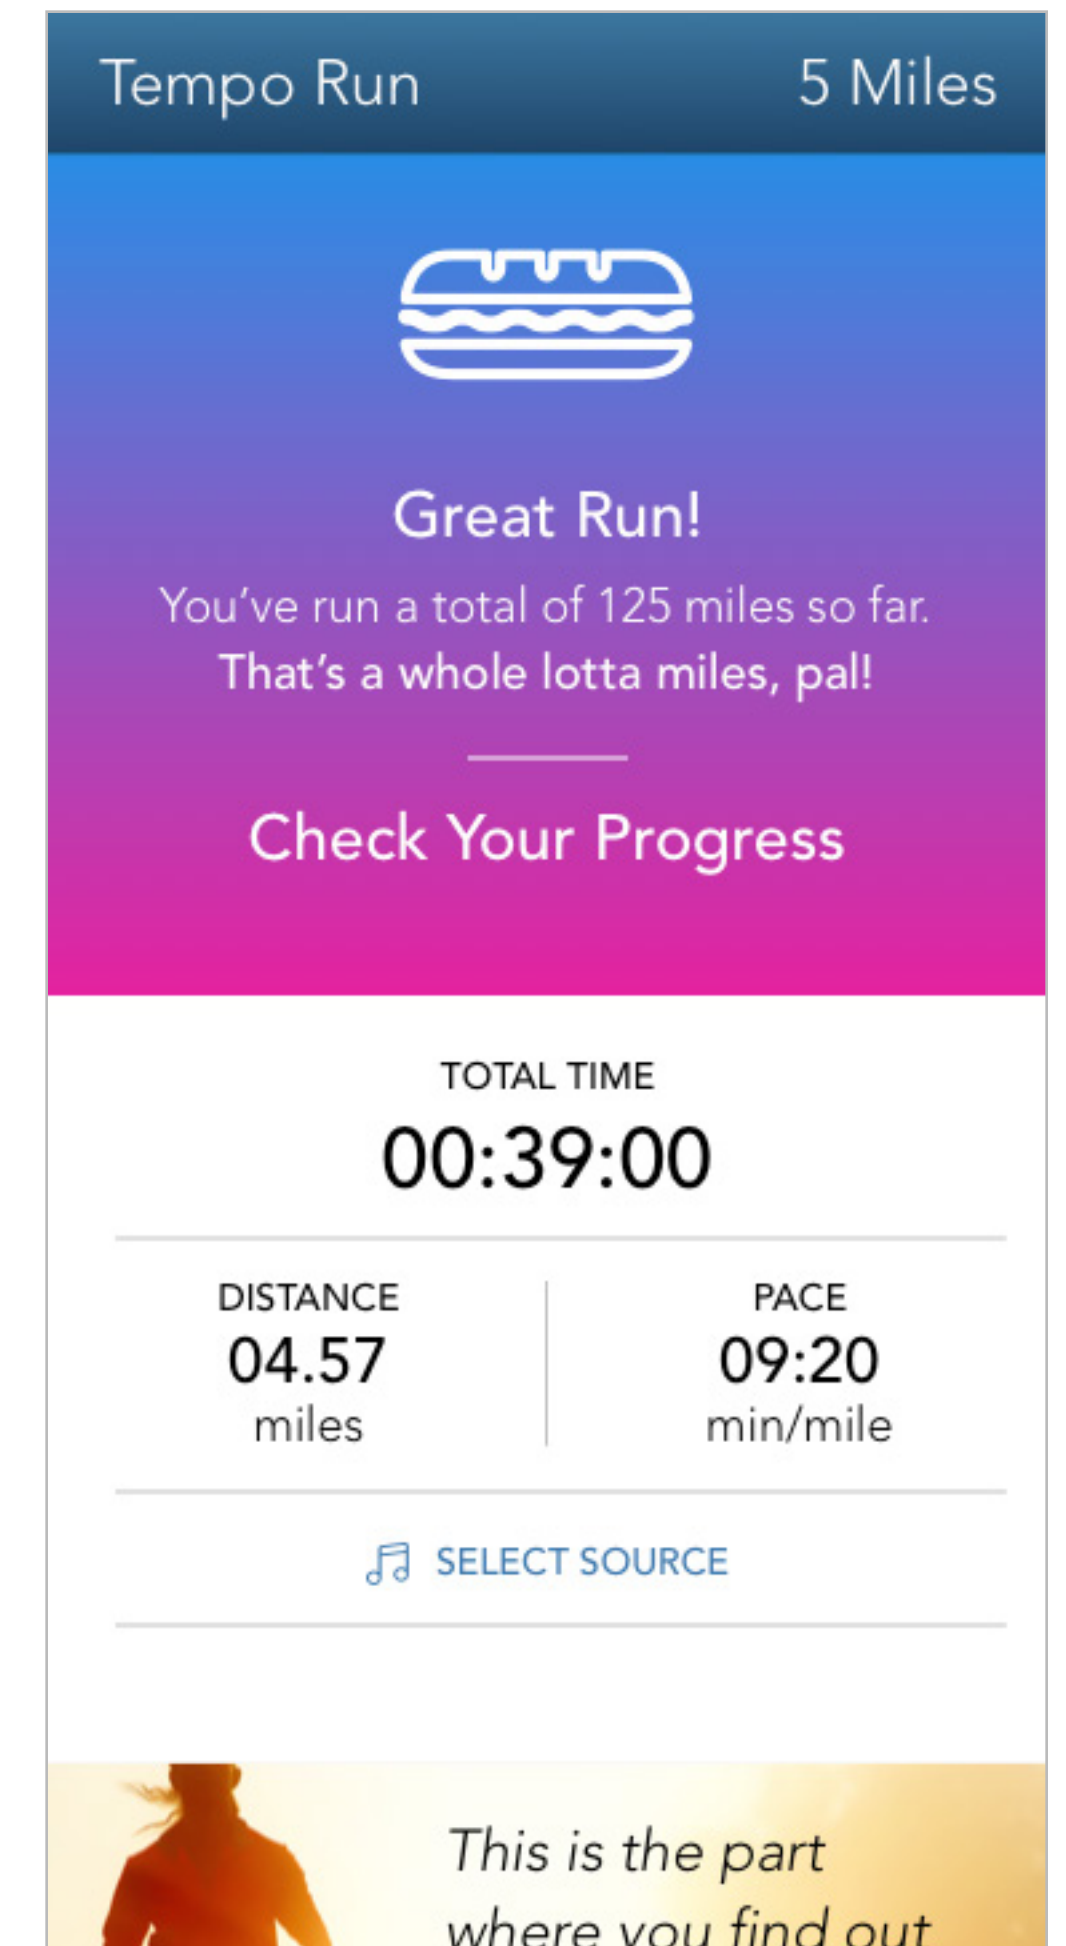 Tempo Run 5 Miles
Great Run!
You've run a total of 125 miles so far.
That's a whole lotta miles, pal!
Check Your Progress
TOTAL TIME
00:39:00
DISTANCE PACE
04.57 09:20
miles min/mile
SELECT SOURCE
This is the part
where you find out